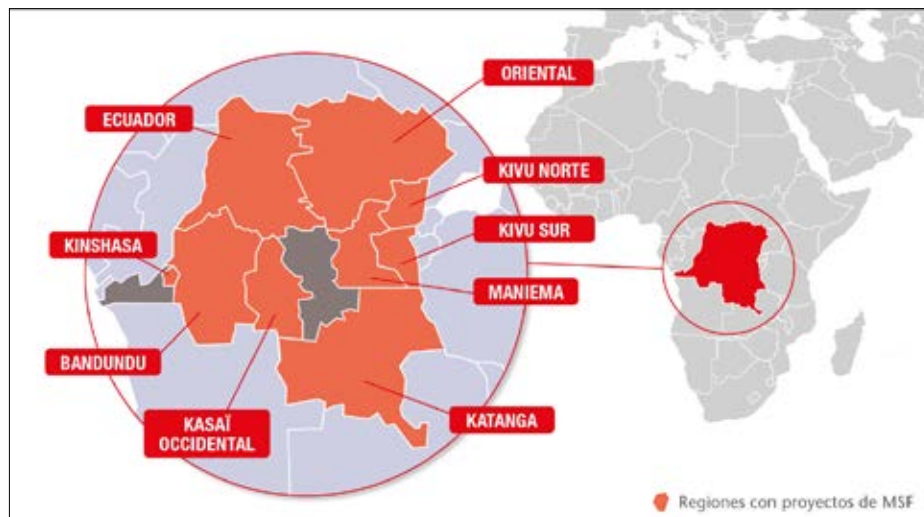 ORIENTAL
ECUADOR
KIVU NORTE
KIVU SUR
KINSHASA
MANIEMA
BANDUNDU
KASAÏ
OCCIDENTAL
KATANGA
Regiones con proyectos de MSF